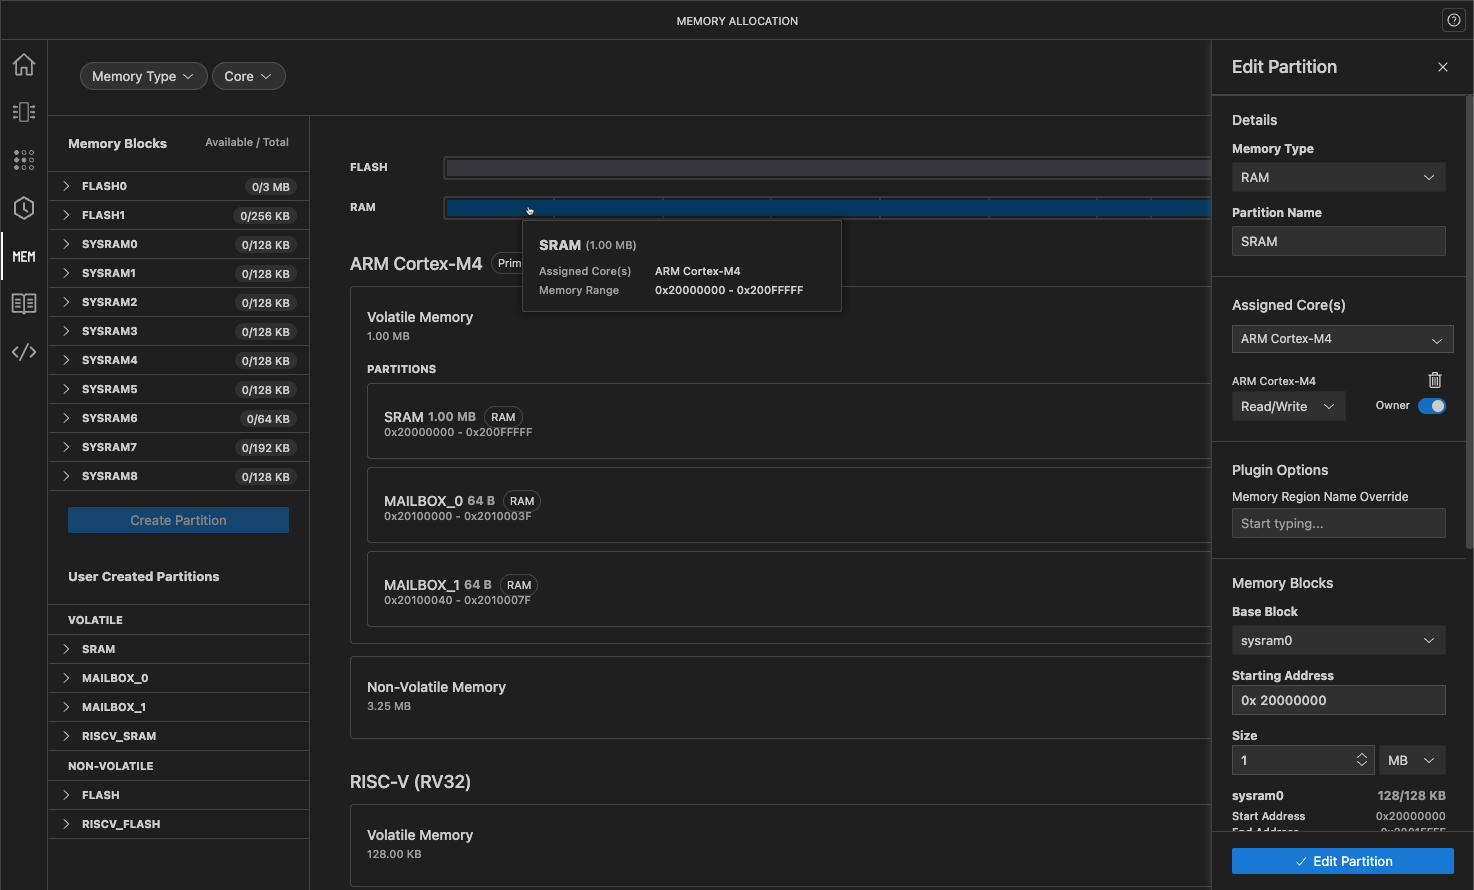 MEMORY ALLOCATION
Memory Type
Core
MEM
Memory Blocks
Available / Total
FLASH0 0/3 MB
FLASH1 0/256 KB
SYSRAM0 0/128 KB
SYSRAM1 0/128 KB
SYSRAM2 0/128 KB
SYSRAM3 0/128 KB
SYSRAM4 0/128 KB
SYSRAM5 0/128 KB
SYSRAM6 0/64 KB
SYSRAM7 0/192 KB
SYSRAM8 0/128 KB
Create Partition
User Created Partitions
VOLATILE
SRAM
MAILBOX_0
MAILBOX_1
RISCV_SRAM
NON-VOLATILE
FLASH
RISCV_FLASH
FLASH
RAM
SRAM (1.00 MB)
Assigned Core(s) ARM Cortex-M4
Memory Range 0x20000000 - 0x200FFFFF
ARM Cortex-M4 Prim
Volatile Memory
1.00 MB
PARTITIONS
SRAM 1.00 MB RAM
0x20000000 - 0x200FFFFF
MAILBOX_0 64 B RAM
0x20100000 - 0x2010003F
MAILBOX_1 64 B RAM
0x20100040 - 0x2010007F
Non-Volatile Memory
3.25 MB
RISC-V (RV32)
Volatile Memory
128.00 KB
Edit Partition
Details
Memory Type
RAM
Partition Name
SRAM
Assigned Core(s)
ARM Cortex-M4
ARM Cortex-M4
Read/Write Owner
Plugin Options
Memory Region Name Override
Start typing...
Memory Blocks
Base Block
sysram0
Starting Address
0x 20000000
Size
1 MB
sysram0 128/128 KB
Start Address 0x20000000
End Address 0x2001FFFF
Edit Partition